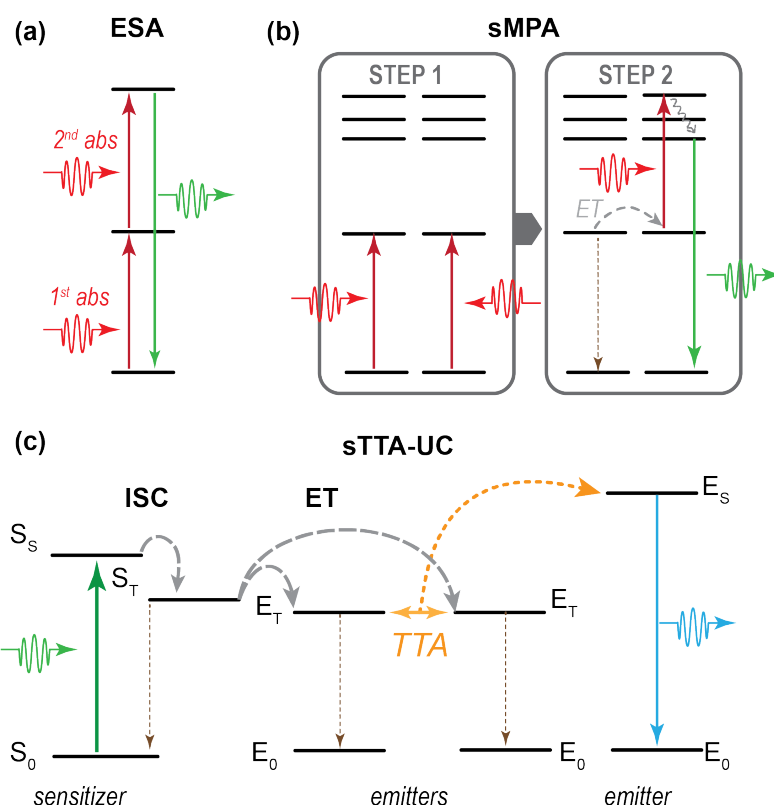 (a) ESA
2nd abs
1st abs
(b) sMPA
STEP 1
STEP 2
ET
(c) sTTA-UC
ISC
ET
SS
ST
S0
ET
TTA
ET
ES
E0
E0
E0
sensitizer
emitters
emitter